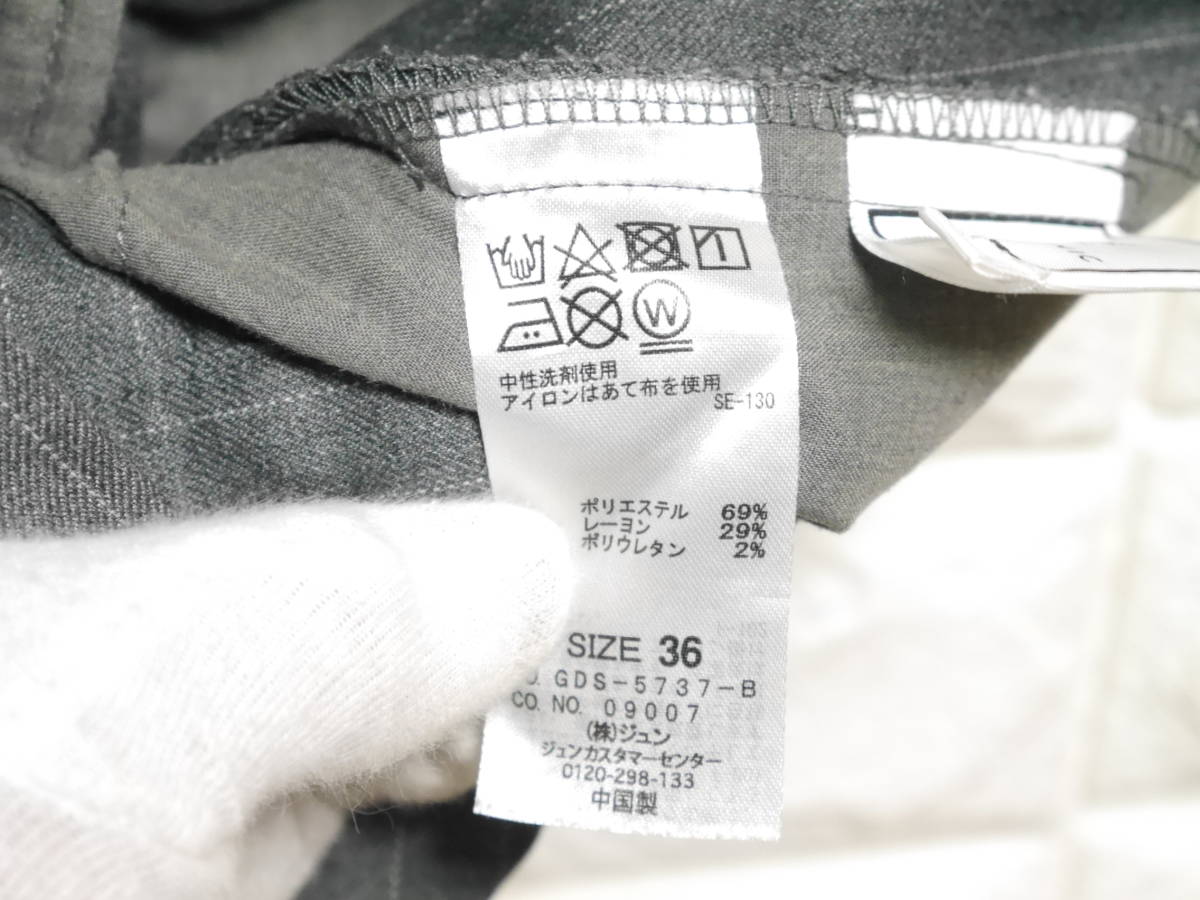 W
中性洗剤使用
アイロンはあて布を使用
SE-130
ポリエステル 69%
レーヨン 29%
ポリウレタン 2%
SIZE 36
GDS-5737-B
CO. NO. 09007
(株)ジュン
ジュンカスタマーセンター
0120-298-133
中国製